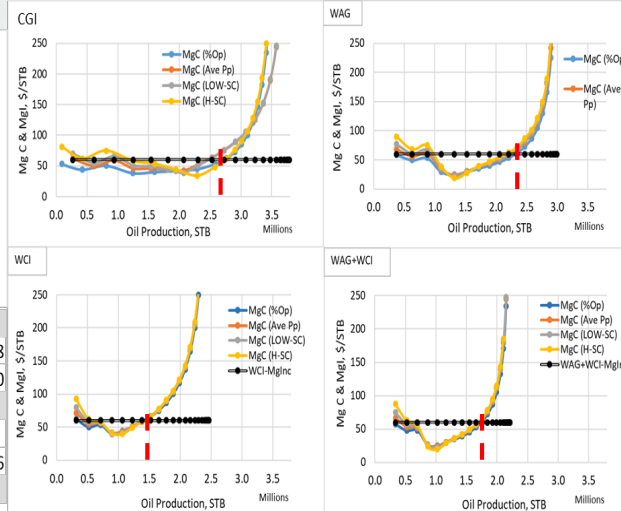 CGI
Mg C & MgI, $/STB
250
200
150
100
50
0
MgC (%Op)
MgC (Ave Pp)
MgC (LOW-SC)
MgC (H-SC)
0.0 0.5 1.0 1.5 2.0 2.5 3.0 3.5
Oil Production, STB
Millions
WAG
Mg C & MgI, $/STB
250
200
150
100
50
0
MgC (%Op
MgC (Ave
Pp)
0.0 0.5 1.0 1.5 2.0 2.5 3.0 3.5
Oil Production, STB
Millions
WCI
Mg C & MgI, $/STB
250
200
150
100
50
0
MgC (%Op)
MgC (Ave Pp)
MgC (LOW-SC)
MgC (H-SC)
WCI-MgInc
0.0 0.5 1.0 1.5 2.0 2.5 3.0 3.5
Oil Production, STB
Millions
WAG+WCI
Mg C & MgI, $/STB
250
200
150
100
50
0
MgC (%Op)
MgC (Ave Pp)
MgC (LOW-SC)
MgC (H-SC)
WAG+WCI-MgInc
0.0 0.5 1.0 1.5 2.0 2.5 3.0 3.5
Oil Production, STB
Millions